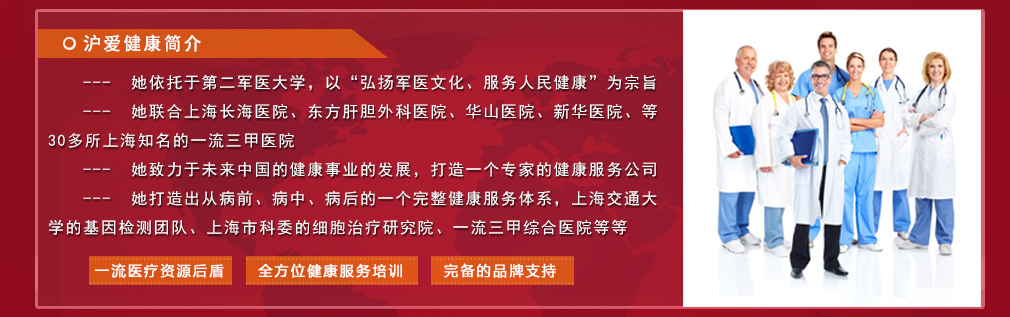 沪爱健康简介
--- 她依托于第二军医大学，以“弘扬军医文化、服务人民健康”为宗旨
--- 她联合上海长海医院、东方肝胆外科医院、华山医院、新华医院、等
30多所上海知名的一流三甲医院
--- 她致力于未来中国的健康事业的发展，打造一个专家的健康服务公司
--- 她打造出从病前、病中、病后的一个完整健康服务体系，上海交通大
学的基因检测团队、上海市科委的细胞治疗研究院、一流三甲综合医院等等
一流医疗资源后盾 全方位健康服务培训 完备的品牌支持